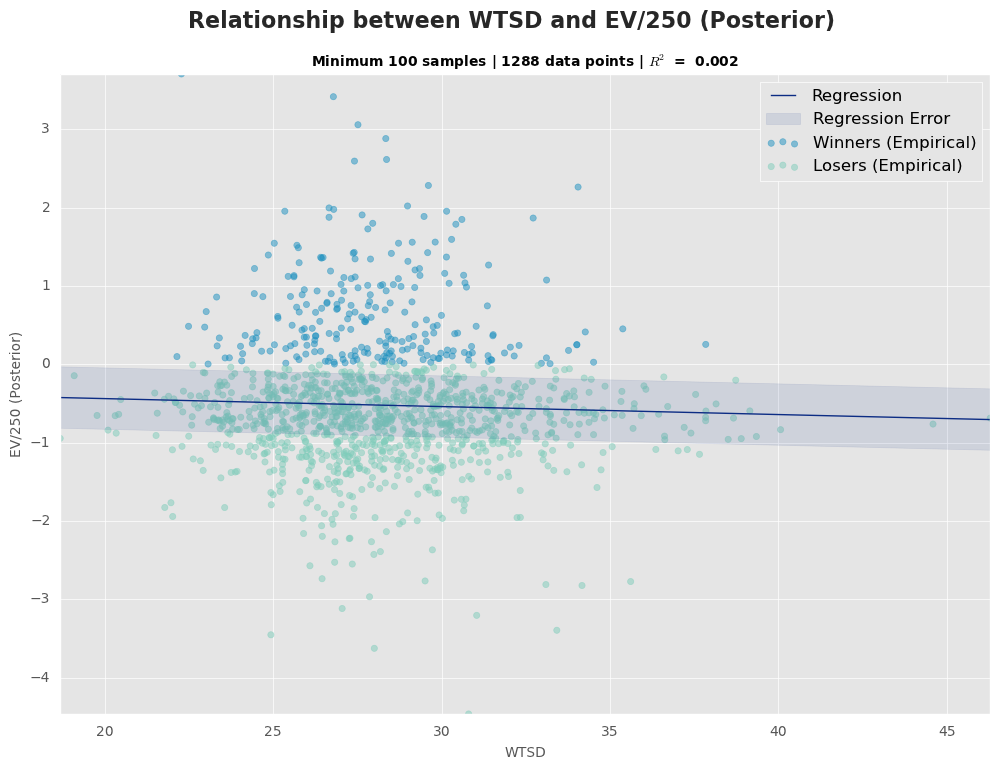 Relationship between WTSD and EV/250 (Posterior)
Minimum 100 samples | 1288 data points | R² = 0.002
Regression
Regression Error
Winners (Empirical)
Losers (Empirical)
EV/250 (Posterior)
3
2
1
0
−1
−2
−3
−4
20 25 30 35 40 45
WTSD